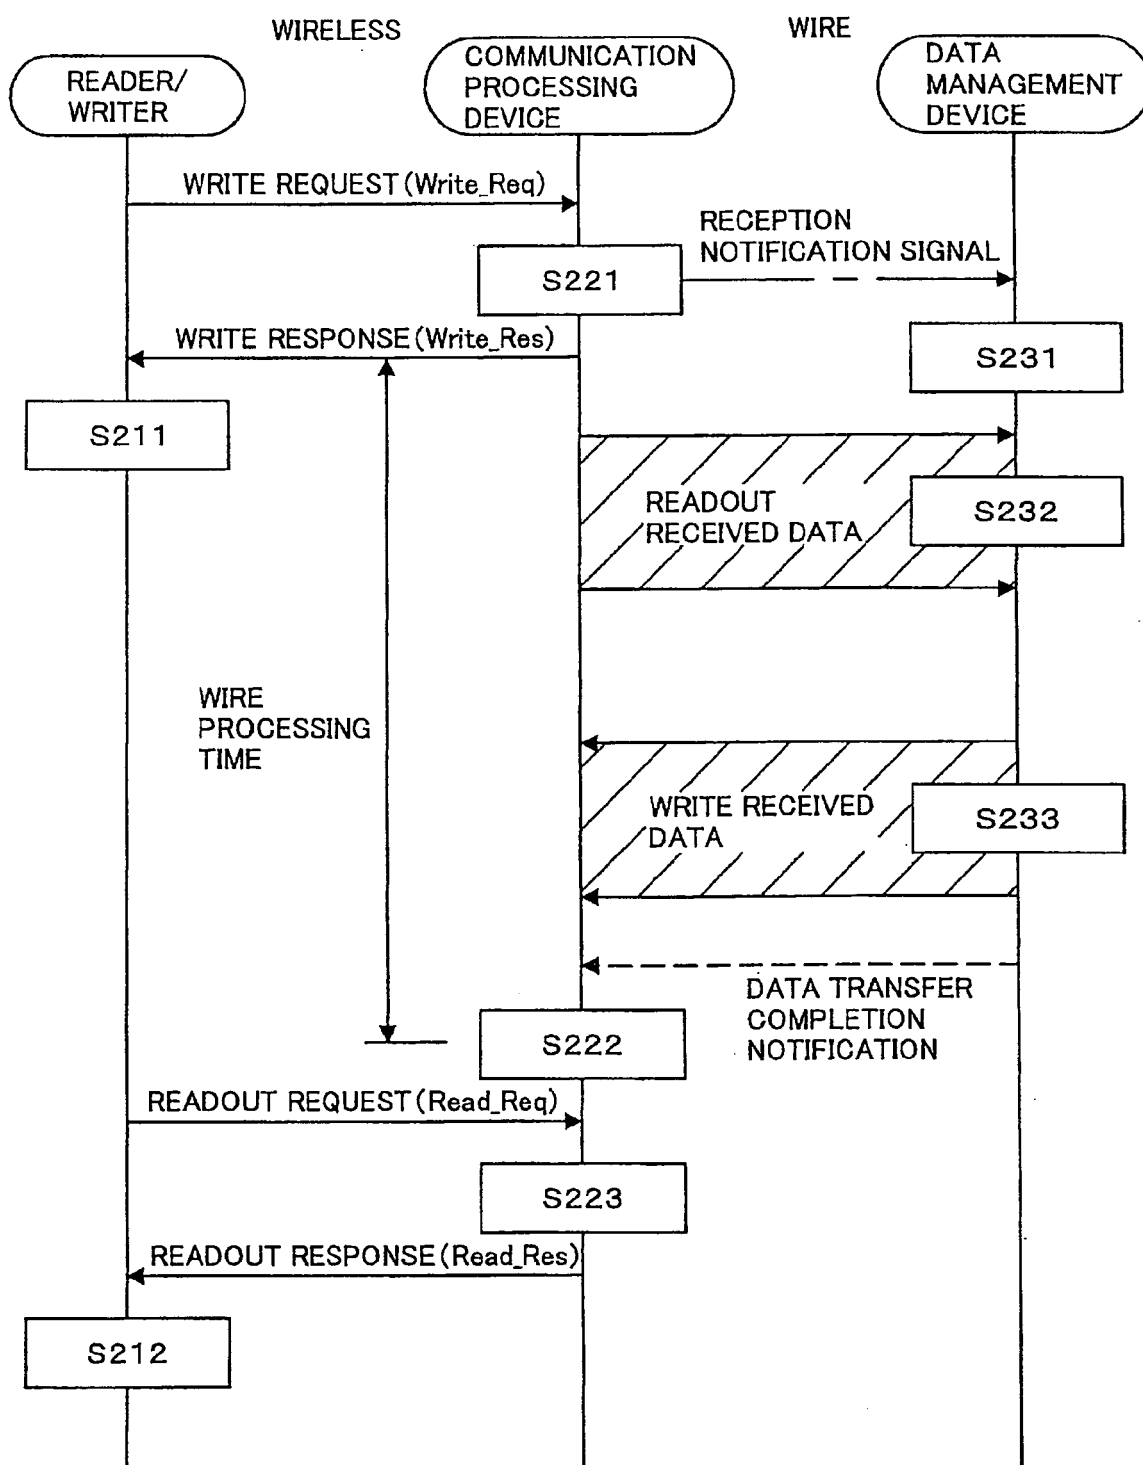 WIRELESS
WIRE
READER/
WRITER
COMMUNICATION
PROCESSING
DEVICE
DATA
MANAGEMENT
DEVICE
WRITE REQUEST(Write_Req)
RECEPTION
NOTIFICATION SIGNAL
S221
WRITE RESPONSE(Write_Res)
S231
S211
READOUT
RECEIVED DATA
S232
WIRE
PROCESSING
TIME
WRITE RECEIVED
DATA
S233
DATA TRANSFER
COMPLETION
NOTIFICATION
S222
READOUT REQUEST(Read_Req)
S223
READOUT RESPONSE(Read_Res)
S212